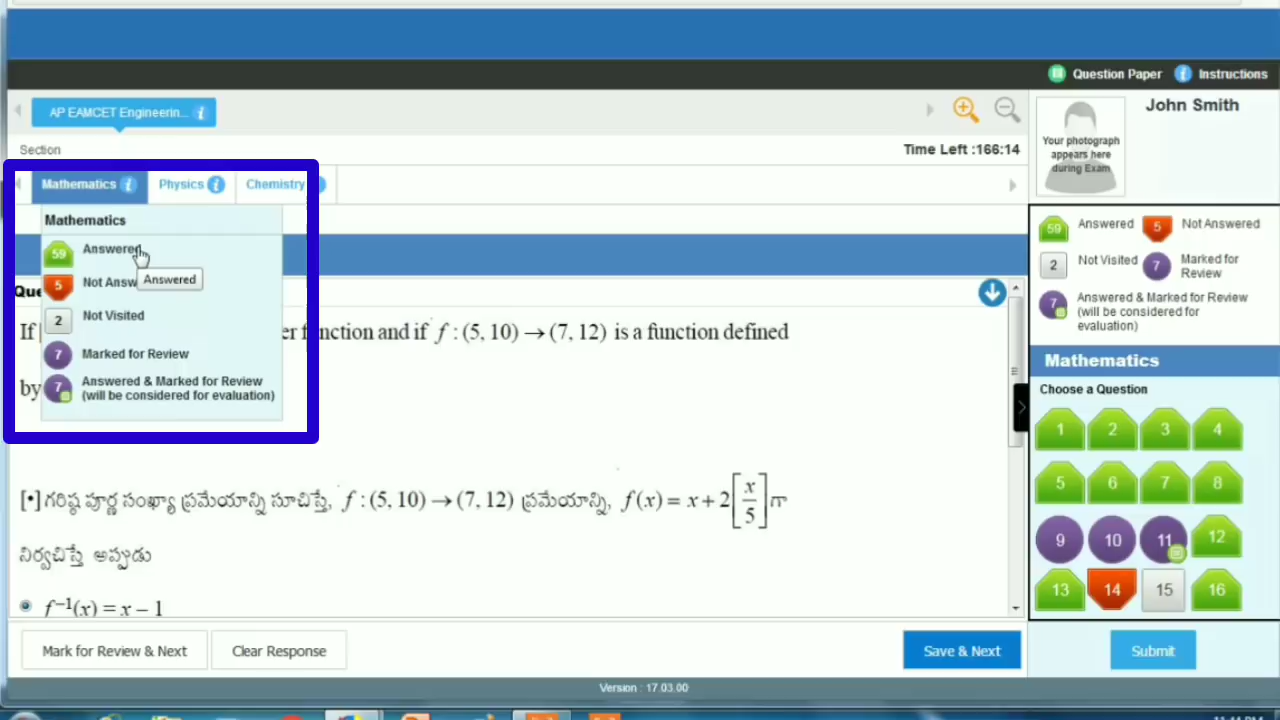 Question Paper
Instructions
AP EAMCET Engineerin...
John Smith
Section
Time Left :166:14
Your photograph
appears here
during Exam
Mathematics
Physics
Chemistry
Mathematics
59 Answered
Answered
5 Not Answ
2 Not Visited
7 Marked for Review
7 Answered & Marked for Review
(will be considered for evaluation)
Que
If
er function and if f : (5, 10) → (7, 12) is a function defined
by
[•] గరిష్ఠ పూర్ణ సంఖ్యా ప్రమేయాన్ని సూచిస్తే, f : (5, 10) → (7, 12) ప్రమేయాన్ని, f(x) = x + 2[x/5] గా
నిర్వచిస్తే అప్పుడు
f⁻¹(x) = x – 1
59 Answered
5 Not Answered
2 Not Visited
7 Marked for
Review
7 Answered & Marked for Review
(will be considered for
evaluation)
Mathematics
Choose a Question
1 2 3 4
5 6 7 8
9 10 11 12
13 14 15 16
Mark for Review & Next
Clear Response
Save & Next
Submit
Version : 17.03.00